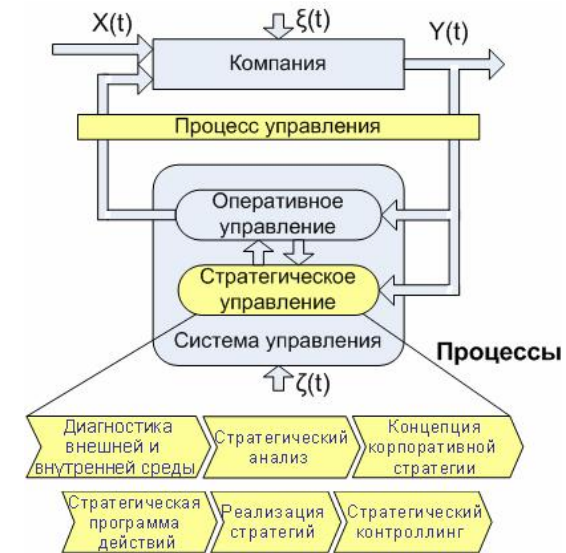 X(t)
ξ(t)
Y(t)
Компания
Процесс управления
Оперативное
управление
Стратегическое
управление
Система управления
Процессы
ζ(t)
Диагностика
внешней и
внутренней среды
Стратегический
анализ
Концепция
корпоративной
стратегии
Стратегическая
программа
действий
Реализация
стратегий
Стратегический
контроллинг